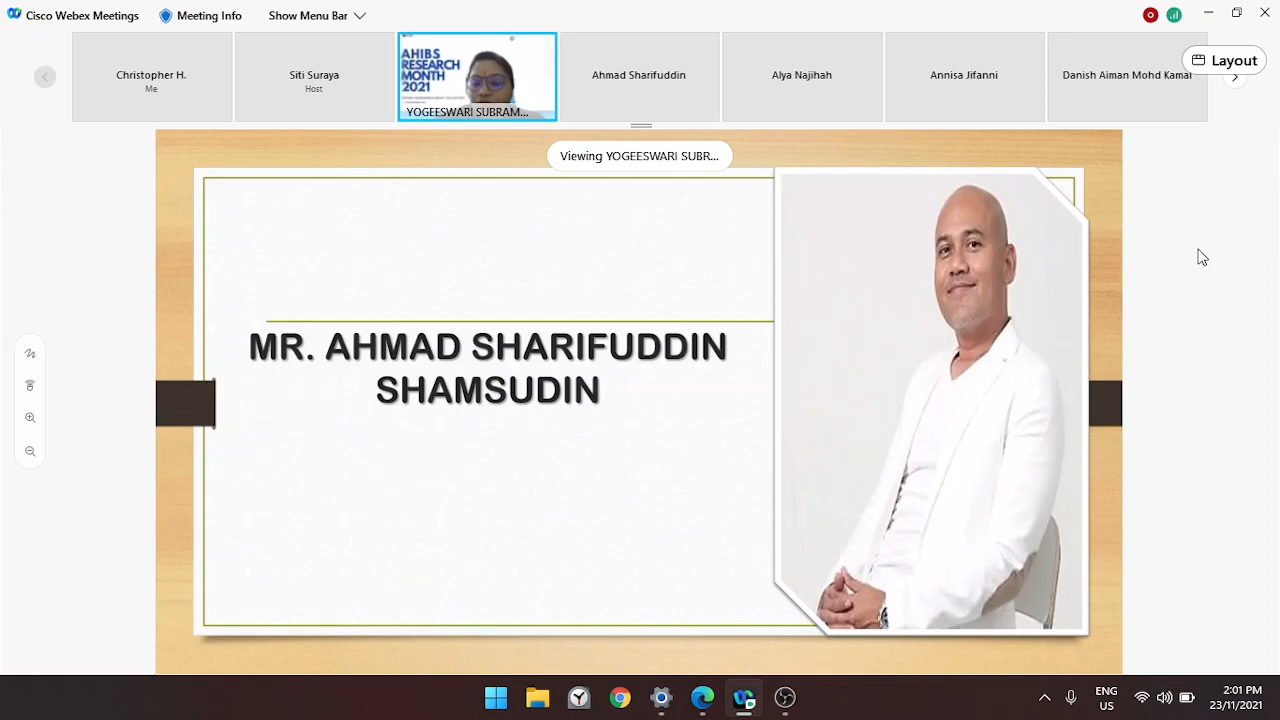 Cisco Webex Meetings
Meeting Info
Show Menu Bar
Christopher H.
Me
Siti Suraya
Host
AHIBS
RESEARCH
MONTH
2021
YOGEESWARI SUBRAM...
Ahmad Sharifuddin
Alya Najihah
Annisa Jifanni
Danish Aiman Mohd Kamal
Layout
Viewing YOGEESWARI SUBR...
MR. AHMAD SHARIFUDDIN
SHAMSUDIN
ENG
US
2:01 PM
23/11/2021